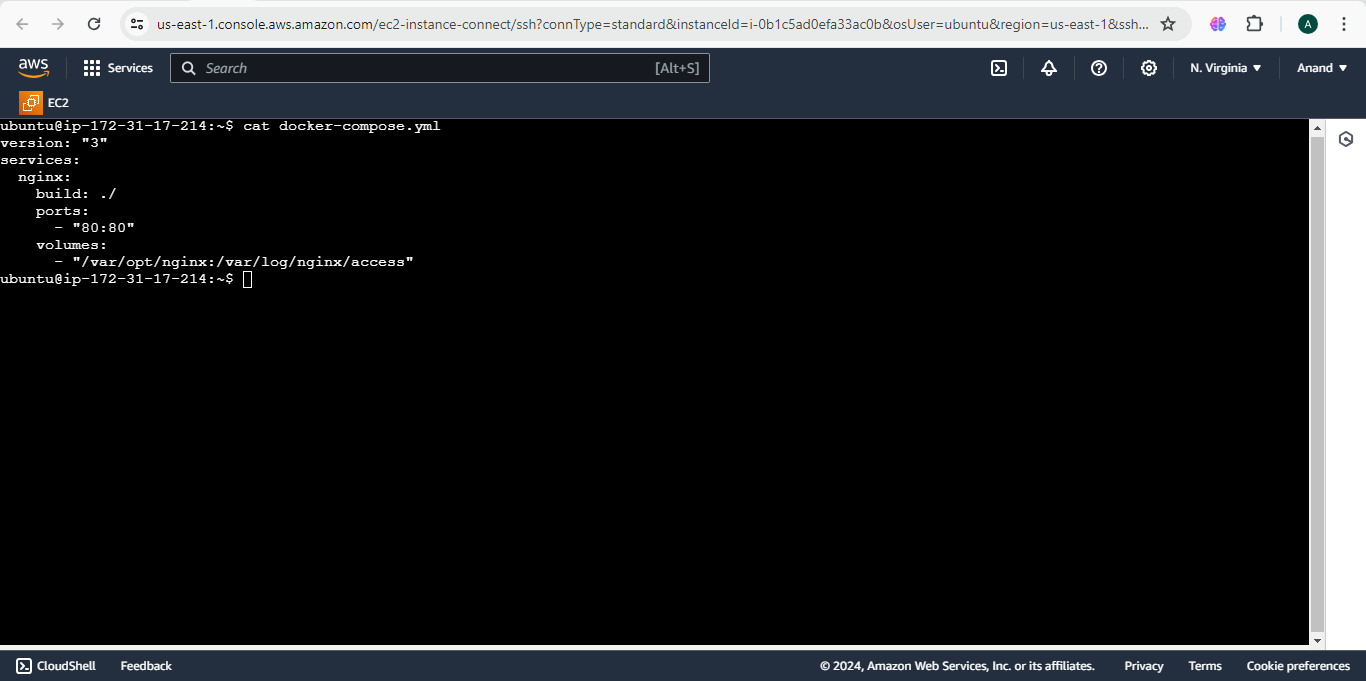 us-east-1.console.aws.amazon.com/ec2-instance-connect/ssh?connType=standard&instanceId=i-0b1c5ad0efa33ac0b&osUser=ubuntu&region=us-east-1&ssh...
A
aws
Services
Search
[Alt+S]
N. Virginia
Anand
EC2
ubuntu@ip-172-31-17-214:~$ cat docker-compose.yml
version: "3"
services:
  nginx:
    build: ./
    ports:
      - "80:80"
    volumes:
      - "/var/opt/nginx:/var/log/nginx/access"
ubuntu@ip-172-31-17-214:~$
CloudShell
Feedback
© 2024, Amazon Web Services, Inc. or its affiliates.
Privacy
Terms
Cookie preferences